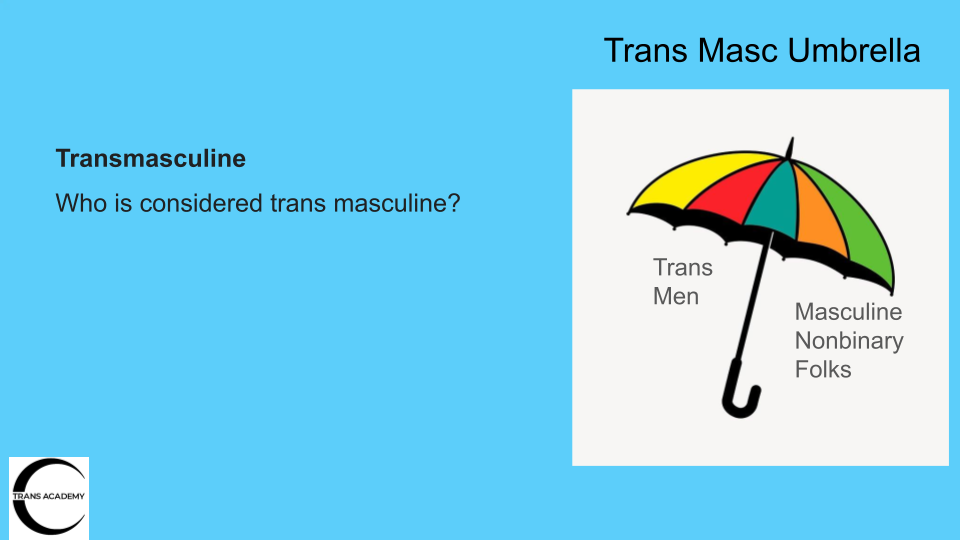 Trans Masc Umbrella
Transmasculine
Who is considered trans masculine?
Trans
Men
Masculine
Nonbinary
Folks
TRANS ACADEMY